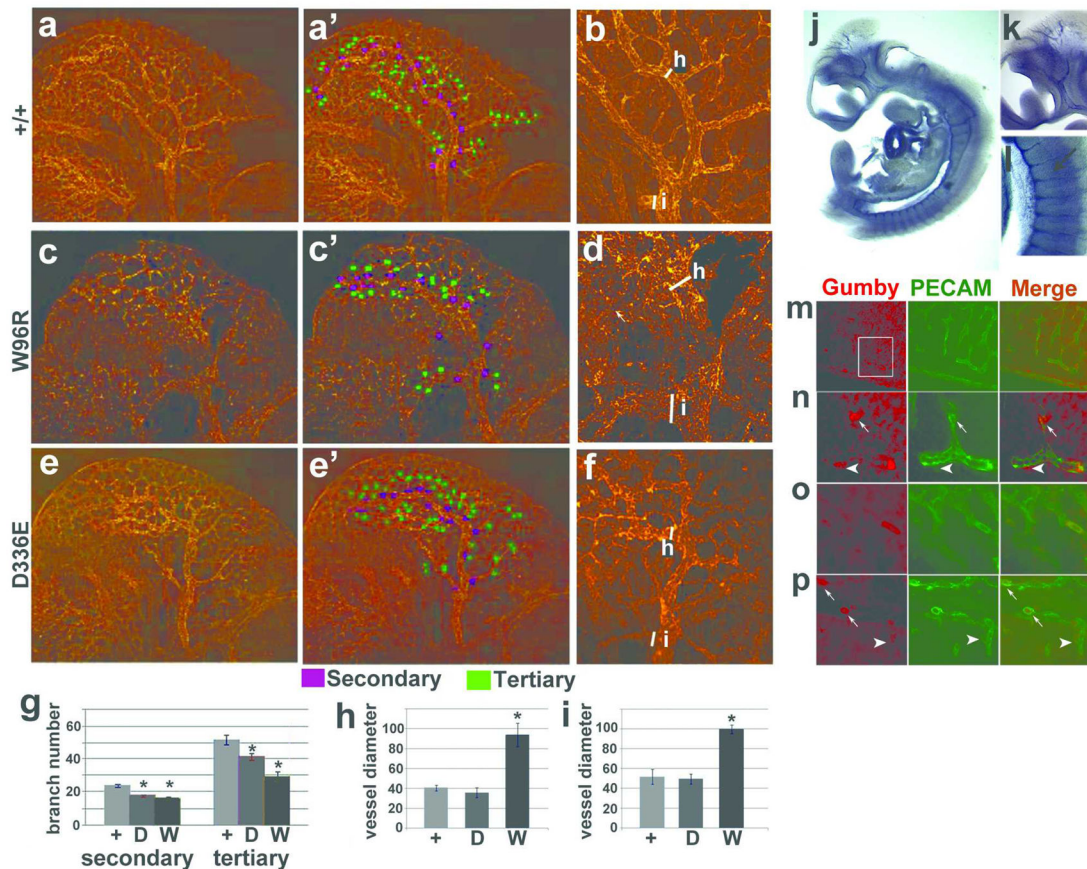 a
a'
b
h
i
+/+
c
c'
d
h
i
W96R
e
e'
f
h
i
D336E
Secondary
Tertiary
j
k
l
Gumby PECAM Merge
m
n
o
p
g
branch number
60
40
20
0
* *
* *
+ D W + D W
secondary tertiary
h
vessel diameter
100
80
60
40
20
0
*
+ D W
i
vessel diameter
100
80
60
40
20
0
*
+ D W